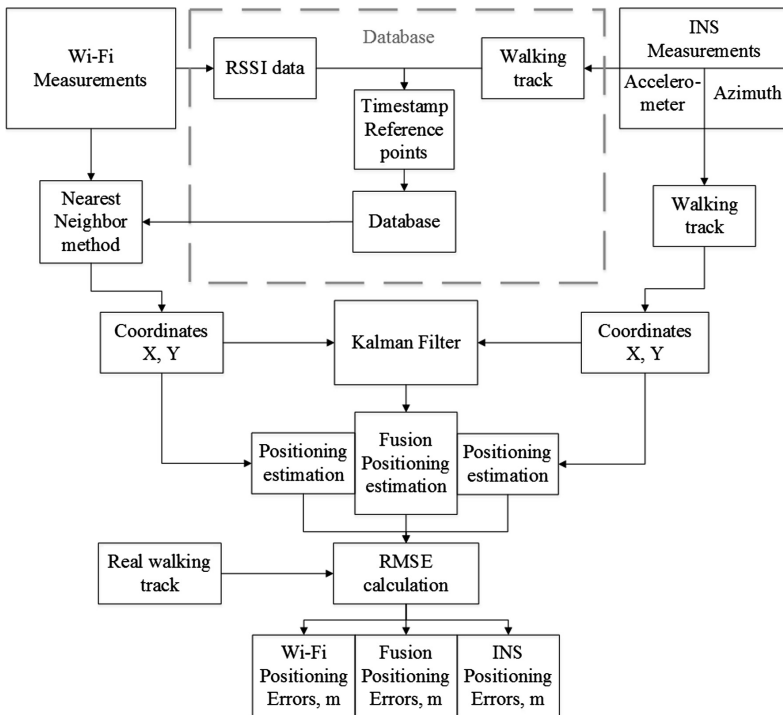 Wi-Fi
Measurements
Database
RSSI data
Walking
track
INS
Measurements
Accelero-
meter
Azimuth
Timestamp
Reference
points
Nearest
Neighbor
method
Database
Walking
track
Coordinates
X, Y
Kalman Filter
Coordinates
X, Y
Positioning
estimation
Fusion
Positioning
estimation
Positioning
estimation
Real walking
track
RMSE
calculation
Wi-Fi
Positioning
Errors, m
Fusion
Positioning
Errors, m
INS
Positioning
Errors, m